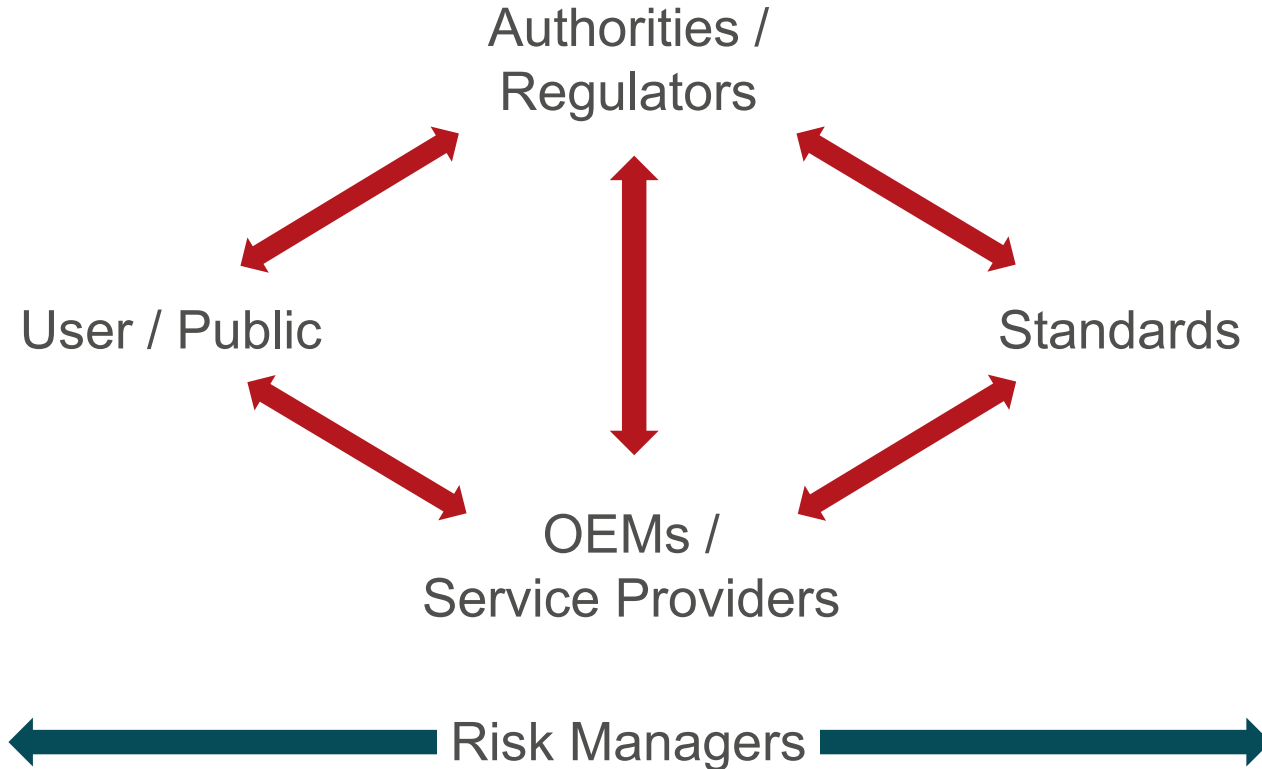 Authorities /
Regulators
User / Public
Standards
OEMs /
Service Providers
Risk Managers